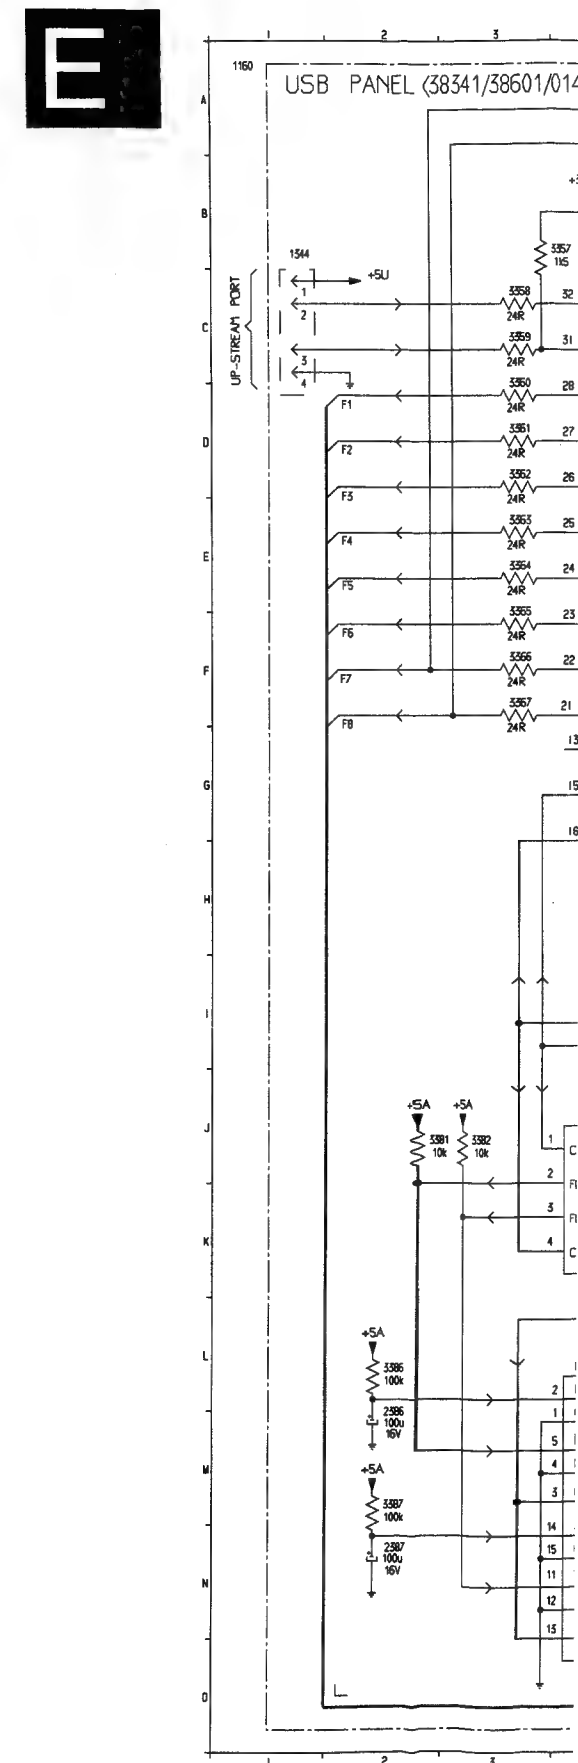 E
2 3
1160
USB PANEL (38341/38601/014
A
B
3357
1k5
1344
+5U
UP-STREAM PORT
1
2
3
4
C
3358
24R
32
3359
24R
31
3360
24R
28
F1
D
3361
24R
27
F2
3362
24R
26
F3
3363
24R
25
F4
E
3364
24R
24
F5
3365
24R
23
F6
3366
24R
22
F7
F
3367
24R
21
F8
13
15
G
16
H
I
+5A +5A
J
3381
10k
3382
10k
1
2
3
4
K
+5A
L
3386
100k
2386
100u
16V
2
1
5
4
3
M
+5A
3387
100k
2387
100u
16V
14
15
11
12
13
N
O
1 2 3